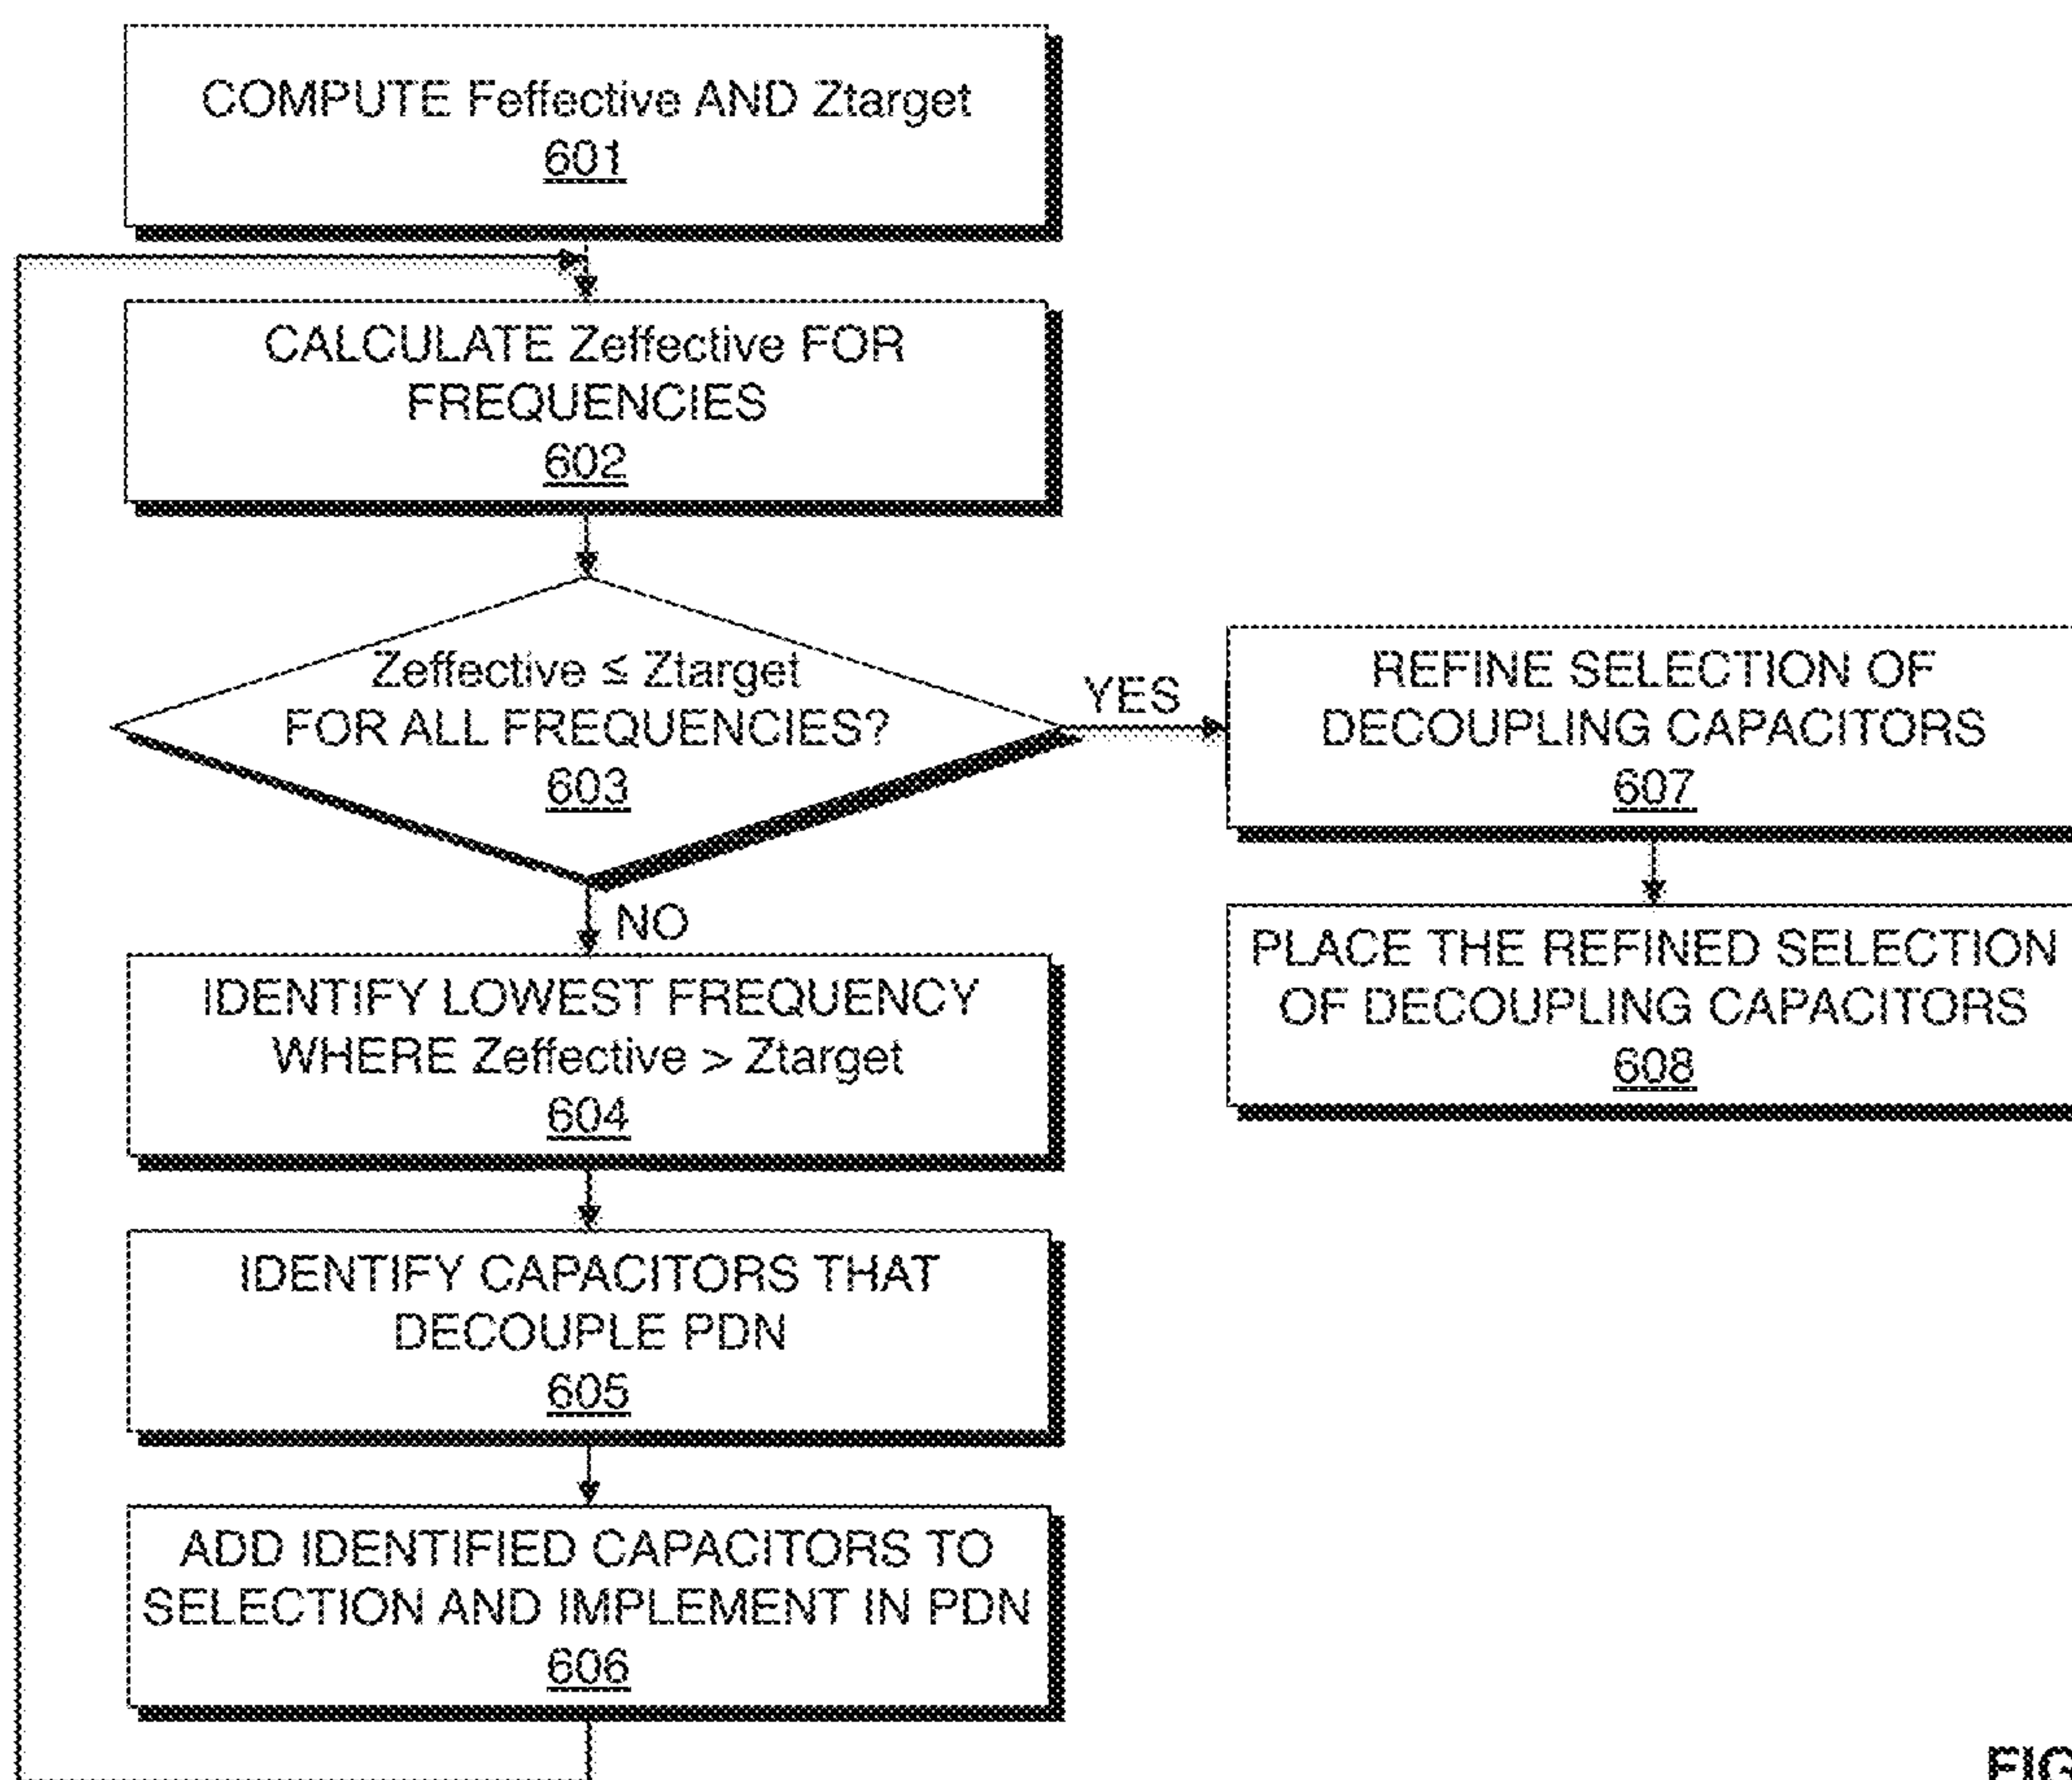 COMPUTE Feffective AND Ztarget
601
CALCULATE Zeffective FOR
FREQUENCIES
602
Zeffective ≤ Ztarget
FOR ALL FREQUENCIES?
603
YES
NO
IDENTIFY LOWEST FREQUENCY
WHERE Zeffective > Ztarget
604
IDENTIFY CAPACITORS THAT
DECOUPLE PDN
605
ADD IDENTIFIED CAPACITORS TO
SELECTION AND IMPLEMENT IN PDN
606
REFINE SELECTION OF
DECOUPLING CAPACITORS
607
PLACE THE REFINED SELECTION
OF DECOUPLING CAPACITORS
608
FIG